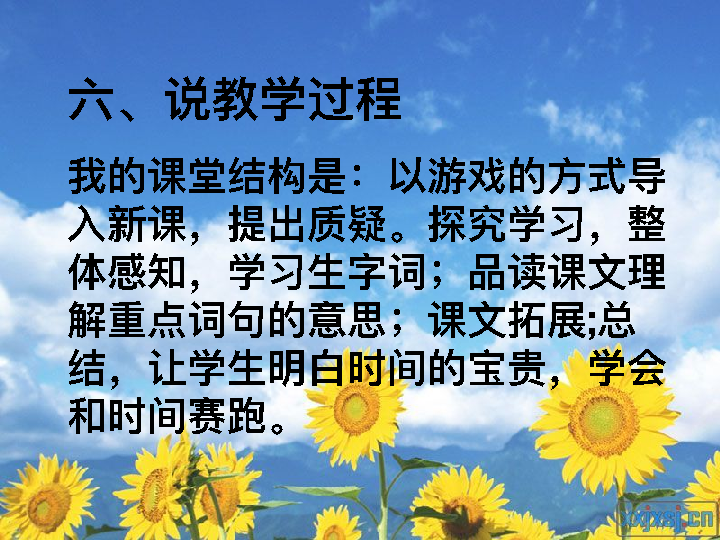 六、说教学过程
我的课堂结构是：以游戏的方式导
入新课，提出质疑。探究学习，整
体感知，学习生字词；品读课文理
解重点词句的意思；课文拓展;总
结，让学生明白时间的宝贵，学会
和时间赛跑。
xxjxsj.cn